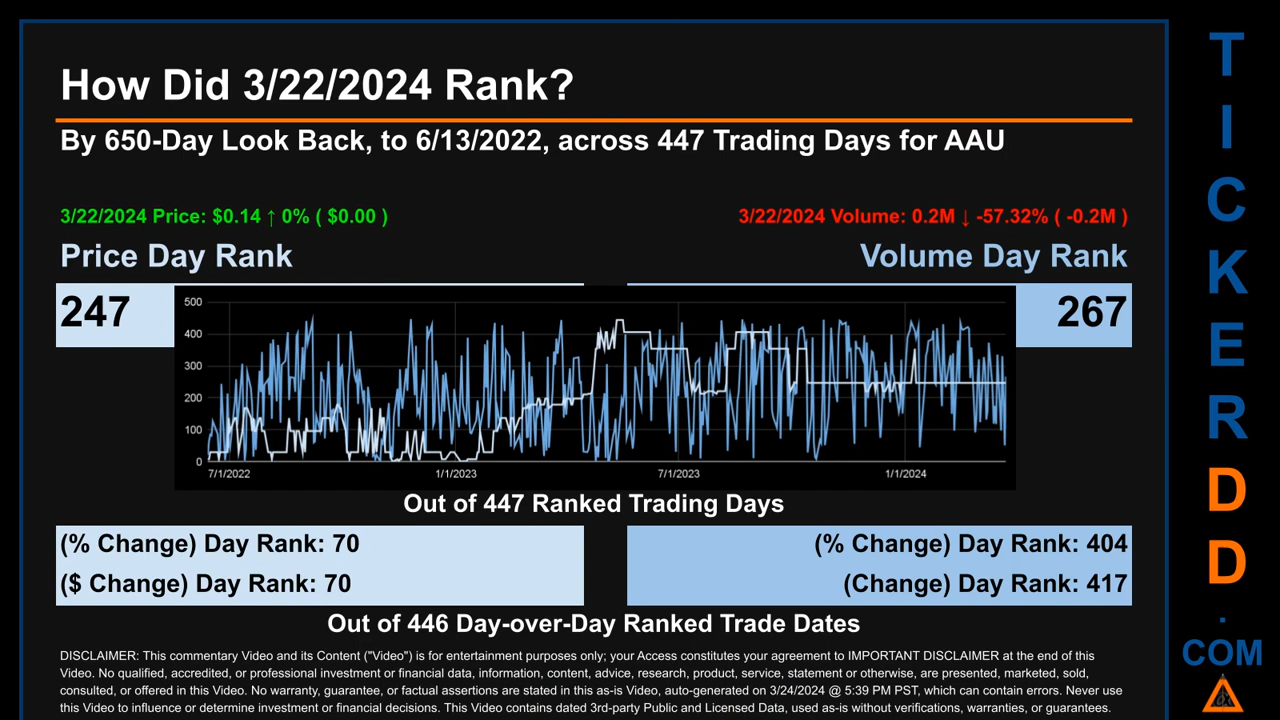 How Did 3/22/2024 Rank?
By 650-Day Look Back, to 6/13/2022, across 447 Trading Days for AAU
3/22/2024 Price: $0.14 ↑ 0% ( $0.00 )
3/22/2024 Volume: 0.2M ↓ -57.32% ( -0.2M )
Price Day Rank
Volume Day Rank
247
267
500
400
300
200
100
0
7/1/2022
1/1/2023
7/1/2023
1/1/2024
Out of 447 Ranked Trading Days
(% Change) Day Rank: 70
($ Change) Day Rank: 70
(% Change) Day Rank: 404
(Change) Day Rank: 417
Out of 446 Day-over-Day Ranked Trade Dates
DISCLAIMER: This commentary Video and its Content ("Video") is for entertainment purposes only; your Access constitutes your agreement to IMPORTANT DISCLAIMER at the end of this
Video. No qualified, accredited, or professional investment or financial data, information, content, advice, research, product, service, statement or otherwise, are presented, marketed, sold,
consulted, or offered in this Video. No warranty, guarantee, or factual assertions are stated in this as-is Video, auto-generated on 3/24/2024 @ 5:39 PM PST, which can contain errors. Never use
this Video to influence or determine investment or financial decisions. This Video contains dated 3rd-party Public and Licensed Data, used as-is without verifications, warranties, or guarantees.
T
I
C
K
E
R
D
D
.
COM